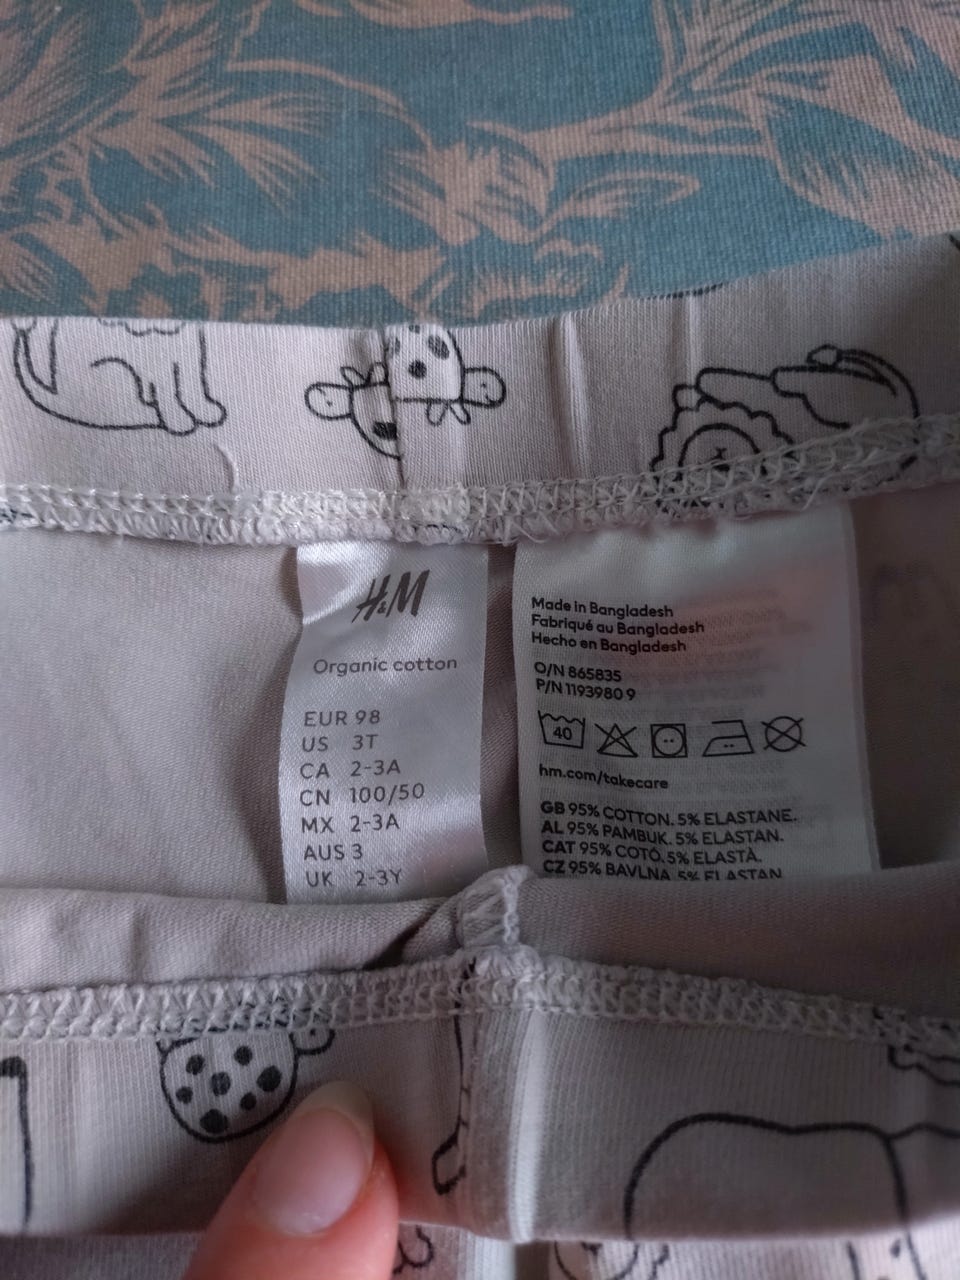 H&M
Organic cotton
EUR 98
US 3T
CA 2-3A
CN 100/50
MX 2-3A
AUS 3
UK 2-3Y
Made in Bangladesh
Fabriqué au Bangladesh
Hecho en Bangladesh
O/N 865835
P/N 1193980 9
40
hm.com/takecare
GB 95% COTTON. 5% ELASTANE.
AL 95% PAMBUK. 5% ELASTAN.
CAT 95% COTÓ. 5% ELASTÀ.
CZ 95% BAVLNA. 5% ELASTAN